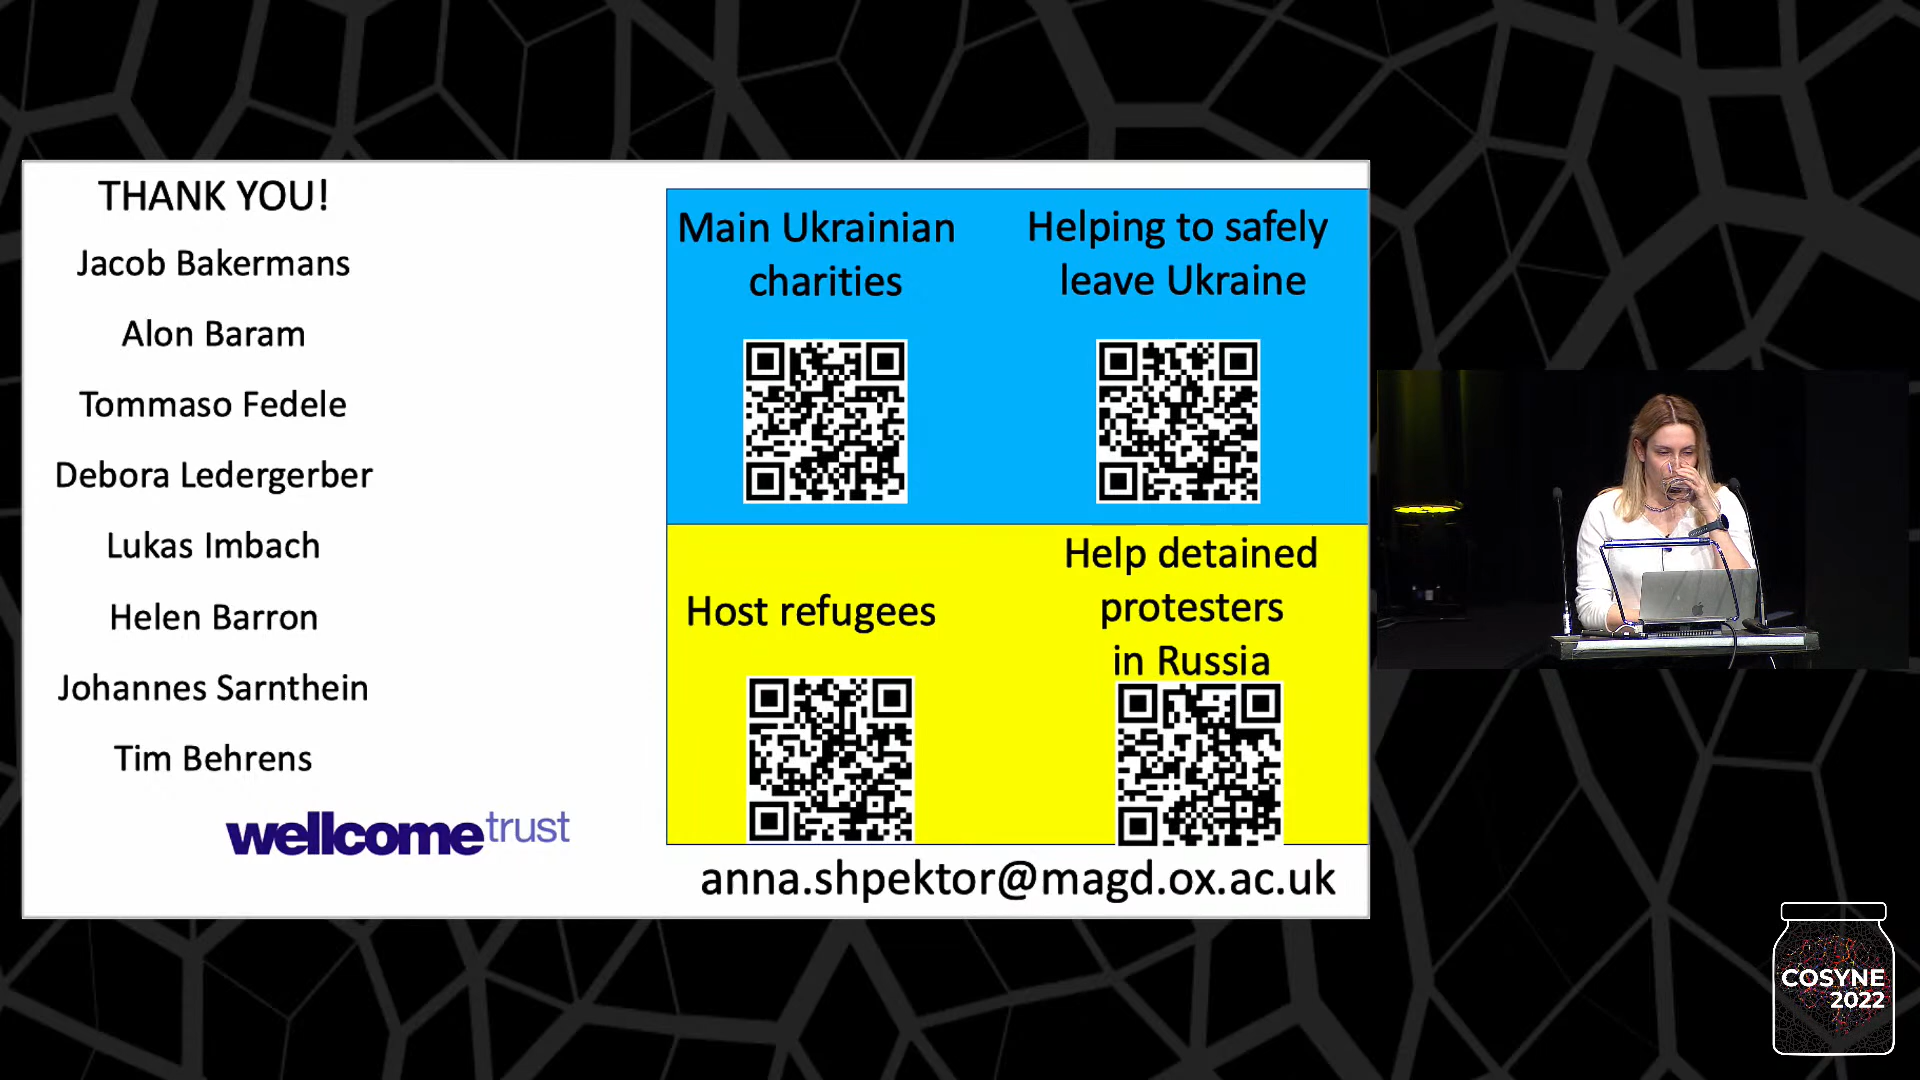 THANK YOU!
Jacob Bakermans
Alon Baram
Tommaso Fedele
Debora Ledergerber
Lukas Imbach
Helen Barron
Johannes Sarnthein
Tim Behrens
wellcometrust
Main Ukrainian
charities
Helping to safely
leave Ukraine
Host refugees
Help detained
protesters
in Russia
anna.shpektor@magd.ox.ac.uk
COSYNE
2022